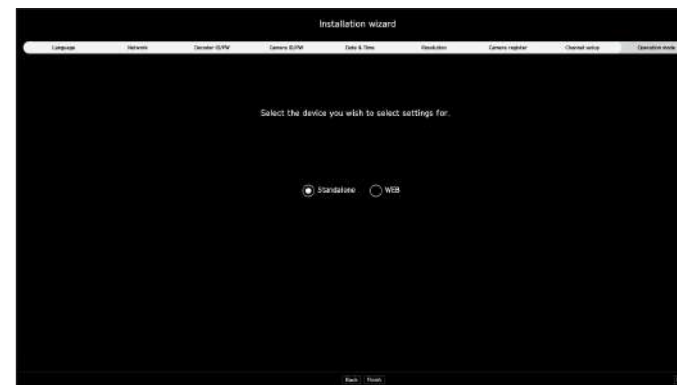 Installation wizard
Language Network Decoder ID/PW Camera ID/PW Date & Time Resolution Camera register Channel setup Operation mode
Select the device you wish to select settings for.
Standalone WEB
Back Finish